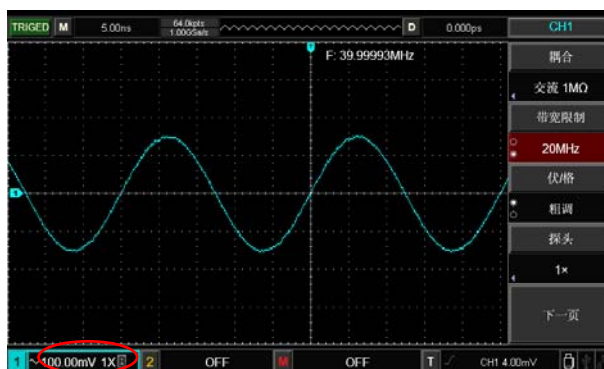 TRIGED M 5.00ns 64.0kpts 1.00GSa/s D 0.000ps CH1
F: 39.99993MHz
耦合
交流 1MΩ
带宽限制
20MHz
伏/格
粗调
探头
1×
下一页
1 ~100.00mV 1X B 2 OFF M OFF T CH1 4.00mV